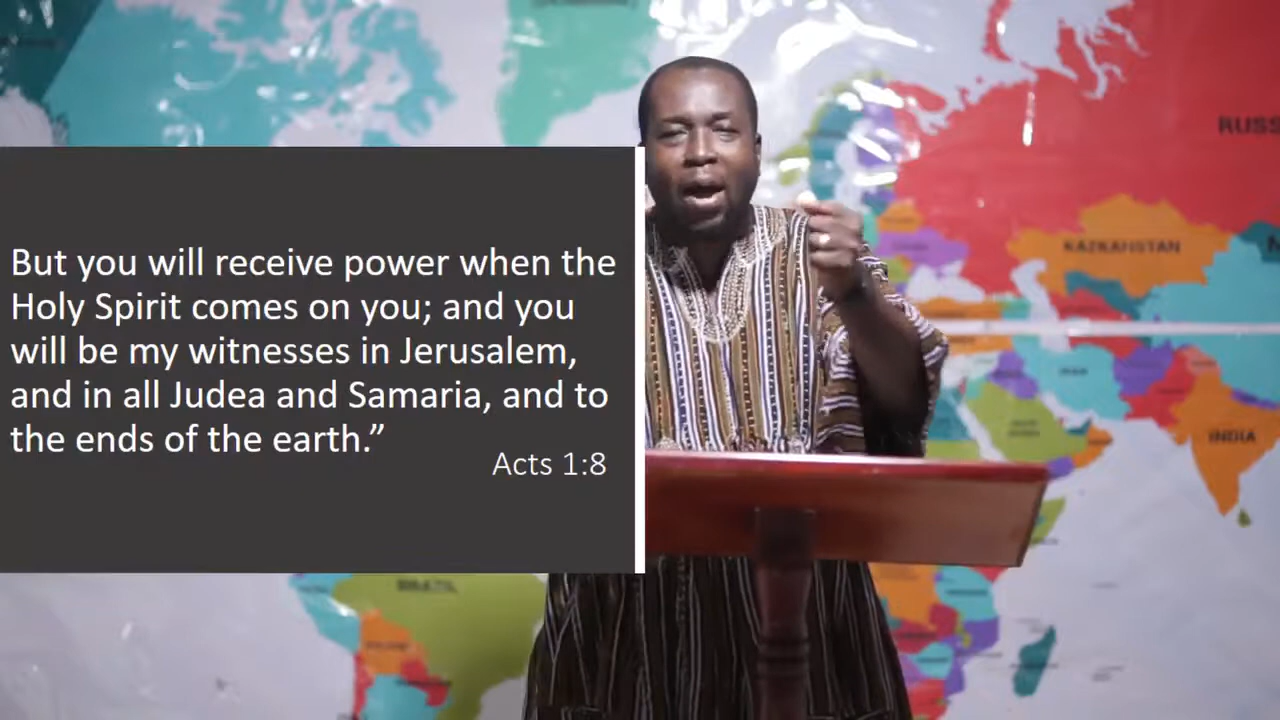 But you will receive power when the
Holy Spirit comes on you; and you
will be my witnesses in Jerusalem,
and in all Judea and Samaria, and to
the ends of the earth.”
Acts 1:8
RUSS
KAZKAHSTAN
INDIA
BRAZIL